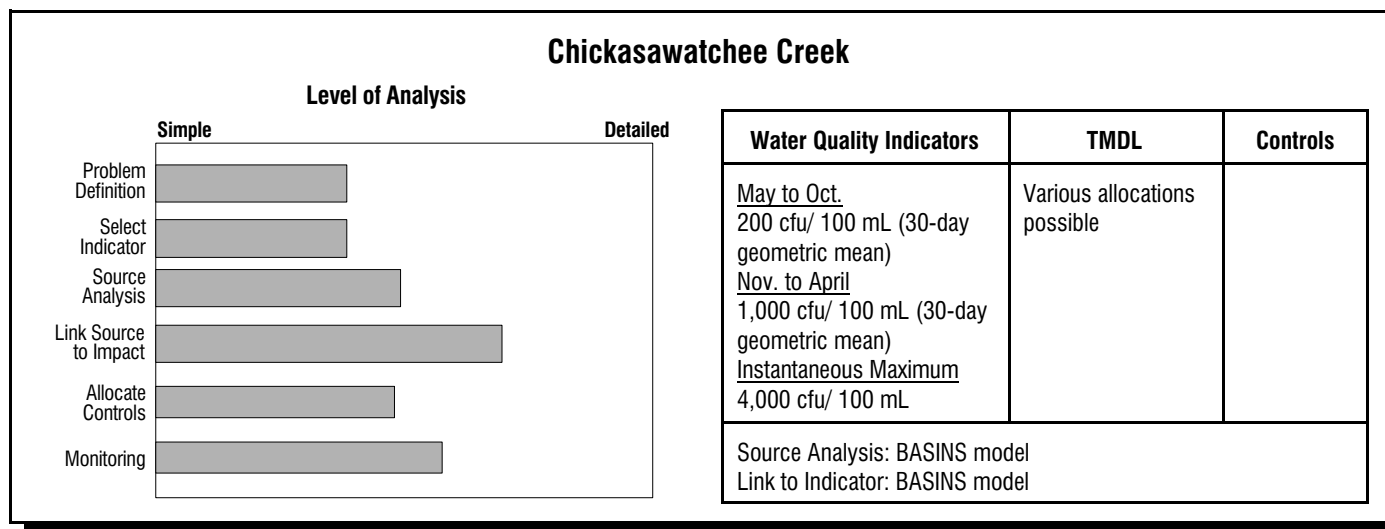 Chickasawatchee Creek
Level of Analysis
Simple Detailed
Problem
Definition
Select
Indicator
Source
Analysis
Link Source
to Impact
Allocate
Controls
Monitoring
Water Quality Indicators TMDL Controls
May to Oct.
200 cfu/ 100 mL (30-day
geometric mean)
Nov. to April
1,000 cfu/ 100 mL (30-day
geometric mean)
Instantaneous Maximum
4,000 cfu/ 100 mL
Various allocations
possible
Source Analysis: BASINS model
Link to Indicator: BASINS model